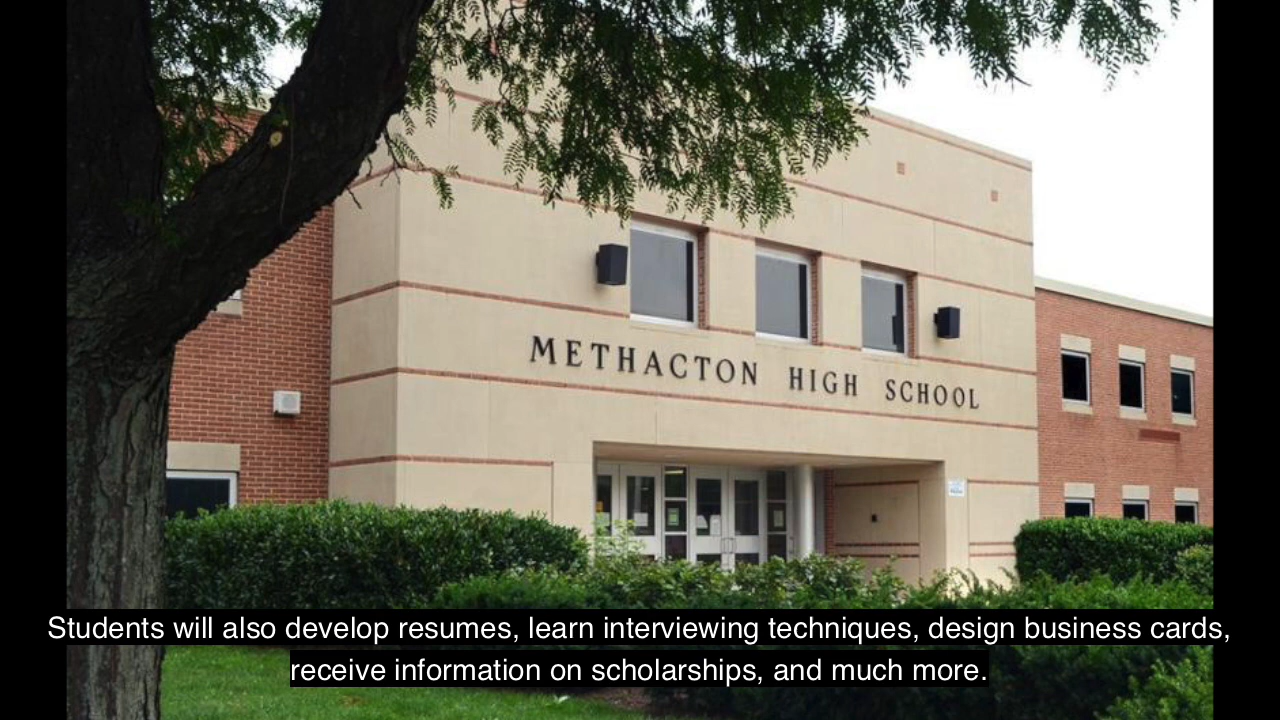 METHACTON HIGH SCHOOL
Students will also develop resumes, learn interviewing techniques, design business cards,
receive information on scholarships, and much more.